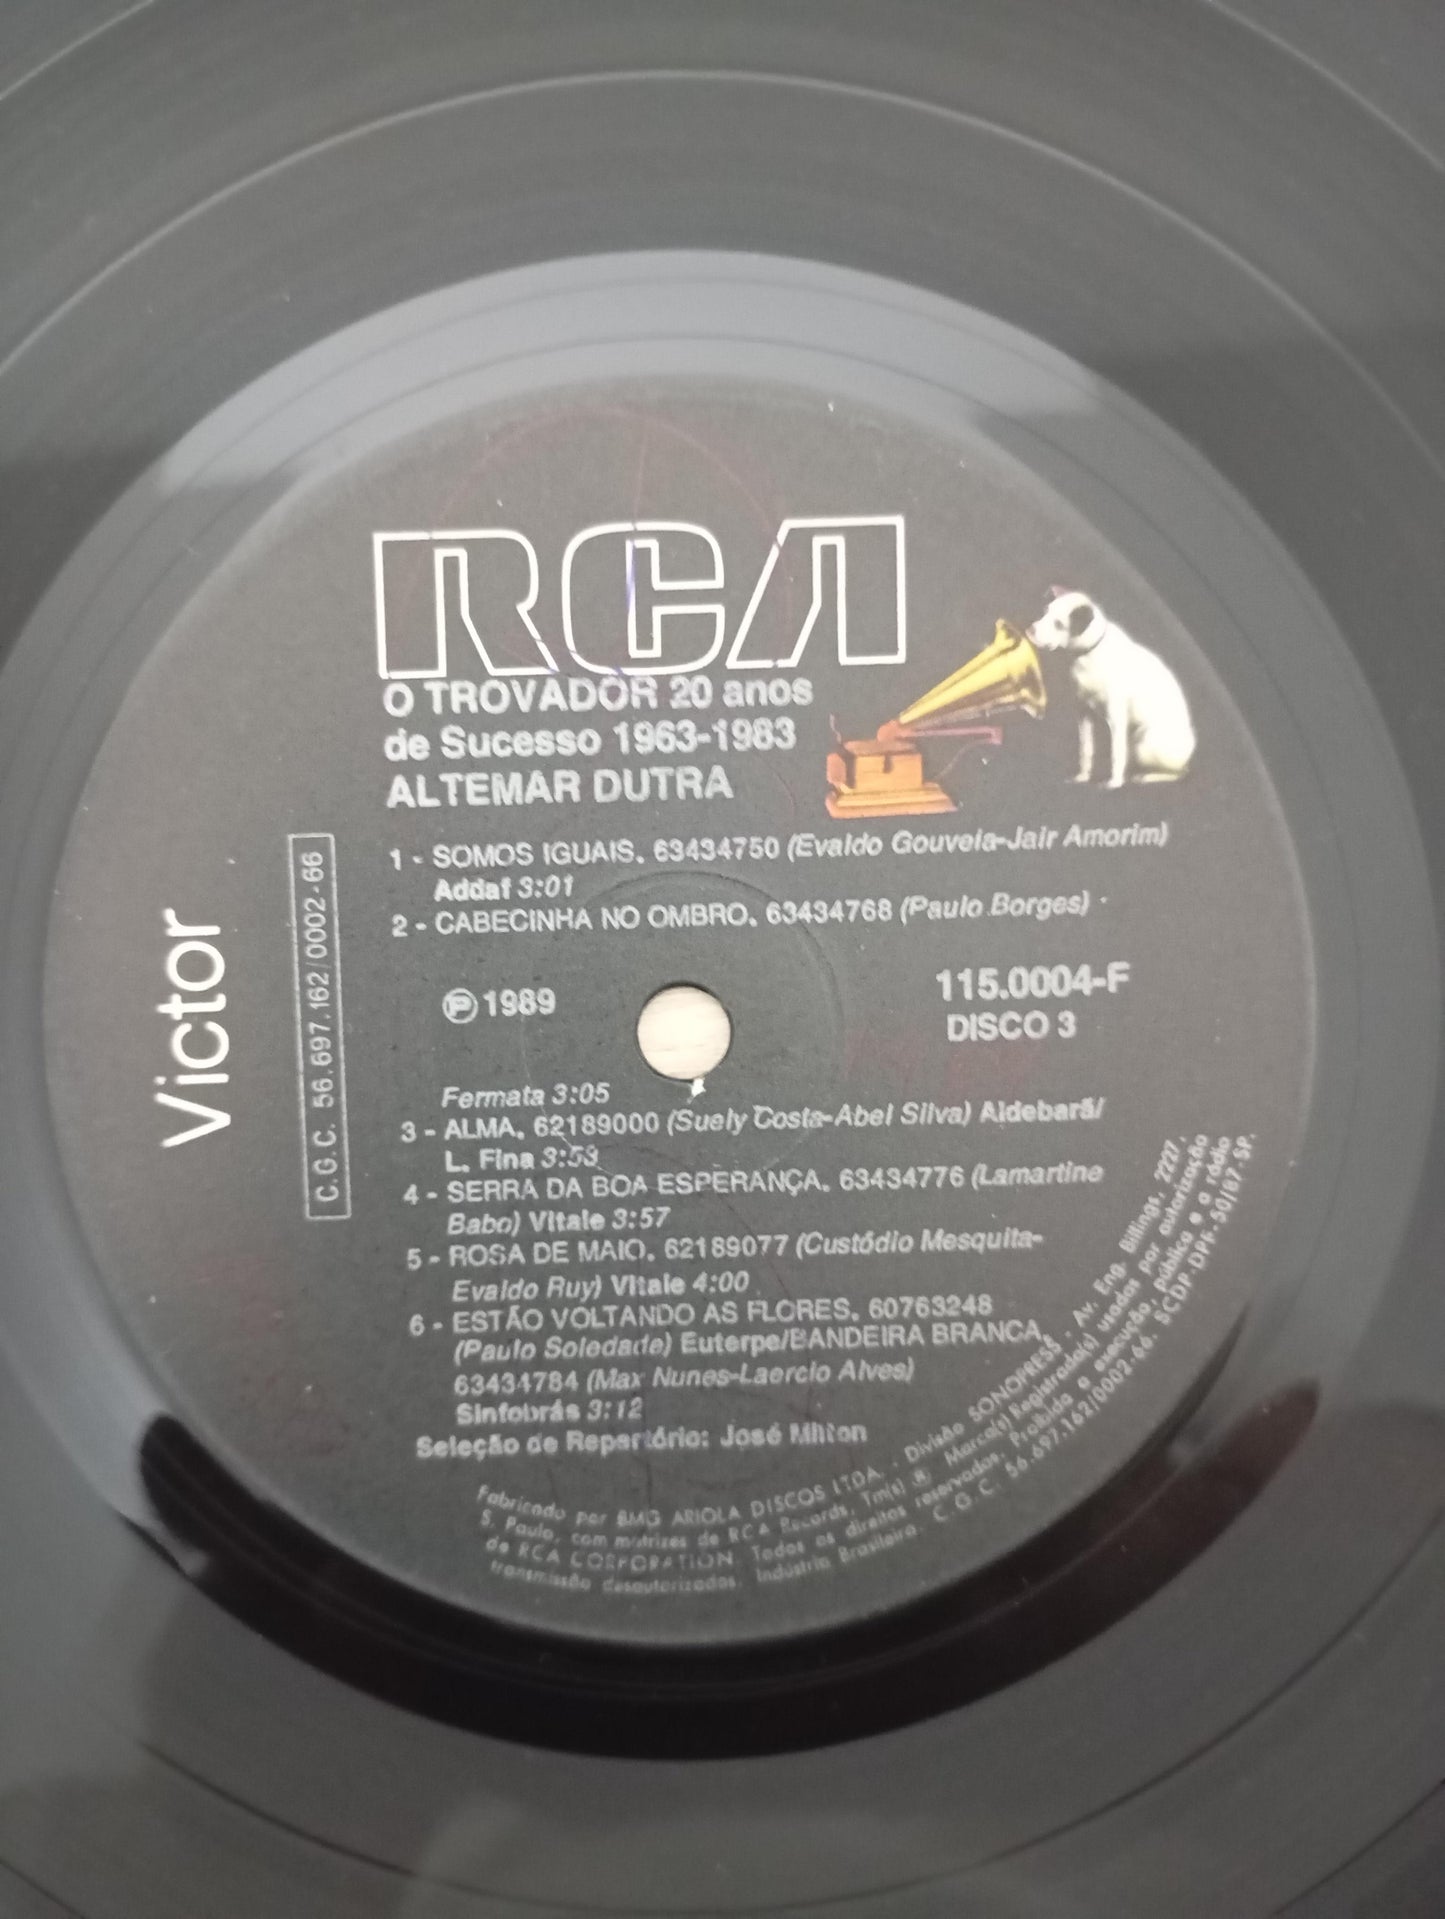 RCA
O TROVADOR 20 anos
de Sucesso 1963-1983
ALTEMAR DUTRA
Victor
C.G.C. 56.697.162/0002-66
1 - SOMOS IGUAIS. 63434750 (Evaldo Gouveia-Jair Amorim)
Addaf 3:01
2 - CABECINHA NO OMBRO. 63434768 (Paulo Borges) -
℗ 1989
115.0004-F
DISCO 3
Fermata 3:05
3 - ALMA. 62189000 (Suely Costa-Abel Silva) Aldebarã/
L. Fina 3:53
4 - SERRA DA BOA ESPERANÇA. 63434776 (Lamartine
Babo) Vitale 3:57
5 - ROSA DE MAIO. 62189077 (Custódio Mesquita-
Evaldo Ruy) Vitale 4:00
6 - ESTÃO VOLTANDO AS FLORES. 60763248
(Paulo Soledade) Euterpe/BANDEIRA BRANCA.
63434784 (Max Nunes-Laercio Alves)
Sinfobrás 3:12
Seleção de Repertório: José Milton
Fabricado por BMG ARIOLA DISCOS LTDA. - Divisão SONOPRESS - Av. Eng. Billings, 2227,
S. Paulo, com matrizes de RCA Records. Tm(s) ® Marca(s) Registrada(s) usadas por autorização
de RCA CORPORATION. Todos os direitos reservados. Proibida a execução, pública e a rádio
transmissão desautorizadas. Indústria Brasileira. C.G.C. 56.697.162/0002-66. SCDP-DPF-50/87-SP.